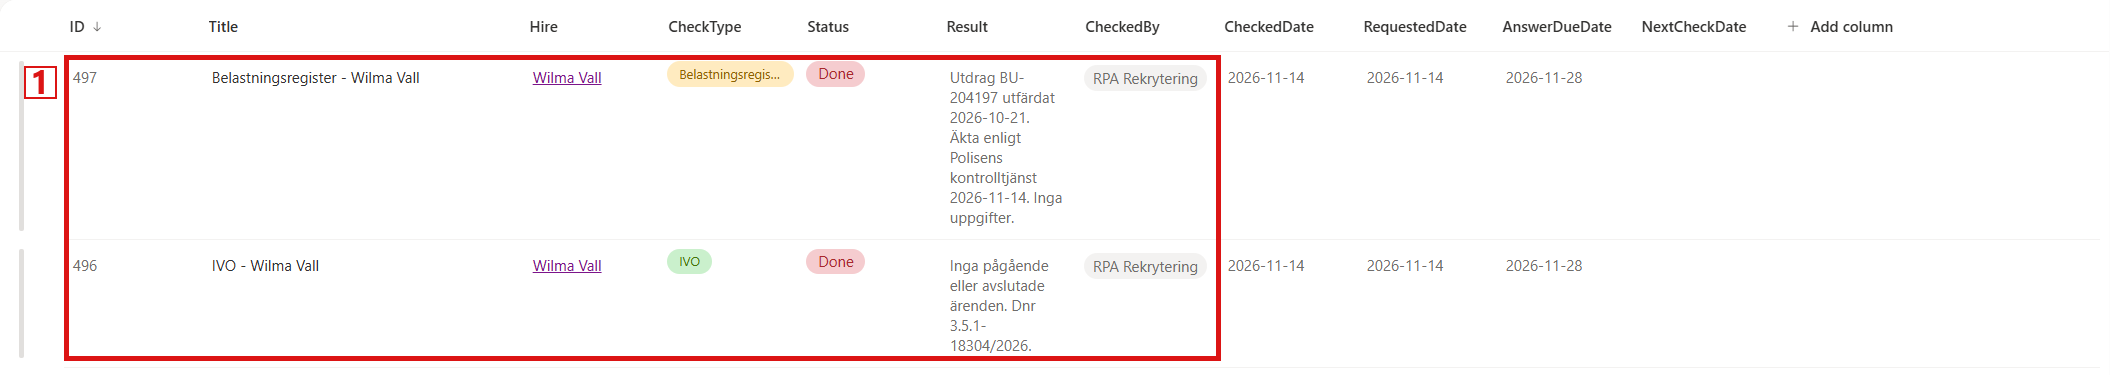 ID ↓ Title Hire CheckType Status Result CheckedBy CheckedDate RequestedDate AnswerDueDate NextCheckDate + Add column
1
497 Belastningsregister - Wilma Vall Wilma Vall Belastningsregis... Done Utdrag BU- RPA Rekrytering 2026-11-14 2026-11-14 2026-11-28
204197 utfärdat
2026-10-21.
Äkta enligt
Polisens
kontrolltjänst
2026-11-14. Inga
uppgifter.
496 IVO - Wilma Vall Wilma Vall IVO Done Inga pågående RPA Rekrytering 2026-11-14 2026-11-14 2026-11-28
eller avslutade
ärenden. Dnr
3.5.1-
18304/2026.